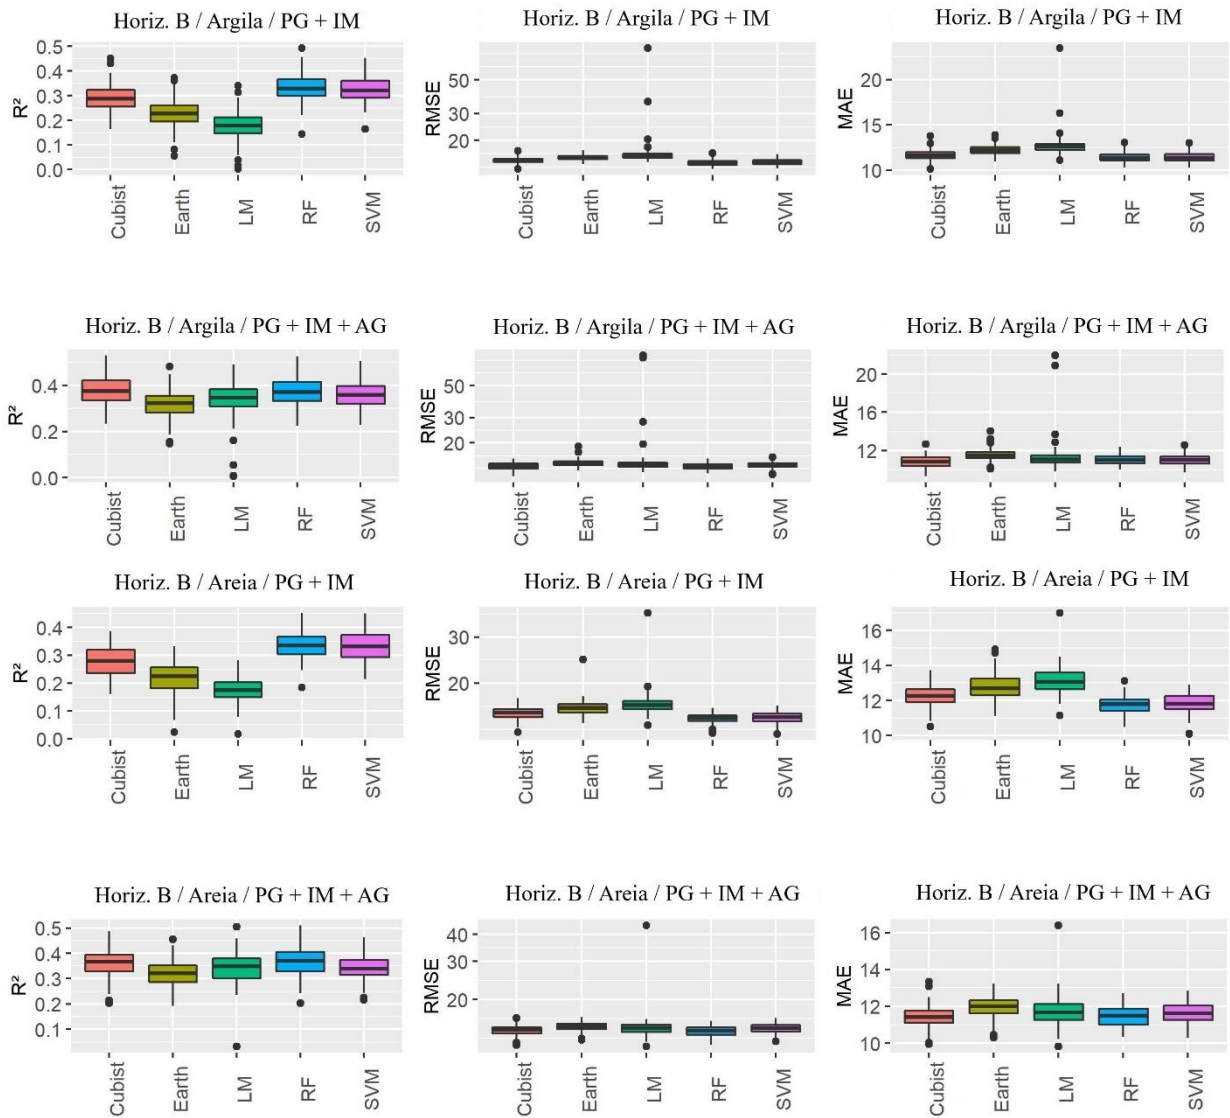 Horiz. B / Argila / PG + IM
R²
0.5
0.4
0.3
0.2
0.1
0.0
Cubist
Earth
LM
RF
SVM
Horiz. B / Argila / PG + IM
RMSE
50
30
20
Cubist
Earth
LM
RF
SVM
Horiz. B / Argila / PG + IM
MAE
20
15
10
Cubist
Earth
LM
RF
SVM
Horiz. B / Argila / PG + IM + AG
R²
0.4
0.2
0.0
Cubist
Earth
LM
RF
SVM
Horiz. B / Argila / PG + IM + AG
RMSE
50
30
20
Cubist
Earth
LM
RF
SVM
Horiz. B / Argila / PG + IM + AG
MAE
20
16
12
Cubist
Earth
LM
RF
SVM
Horiz. B / Areia / PG + IM
R²
0.4
0.3
0.2
0.1
0.0
Cubist
Earth
LM
RF
SVM
Horiz. B / Areia / PG + IM
RMSE
30
20
Cubist
Earth
LM
RF
SVM
Horiz. B / Areia / PG + IM
MAE
16
14
12
10
Cubist
Earth
LM
RF
SVM
Horiz. B / Areia / PG + IM + AG
R²
0.5
0.4
0.3
0.2
0.1
Cubist
Earth
LM
RF
SVM
Horiz. B / Areia / PG + IM + AG
RMSE
40
30
20
Cubist
Earth
LM
RF
SVM
Horiz. B / Areia / PG + IM + AG
MAE
16
14
12
10
Cubist
Earth
LM
RF
SVM